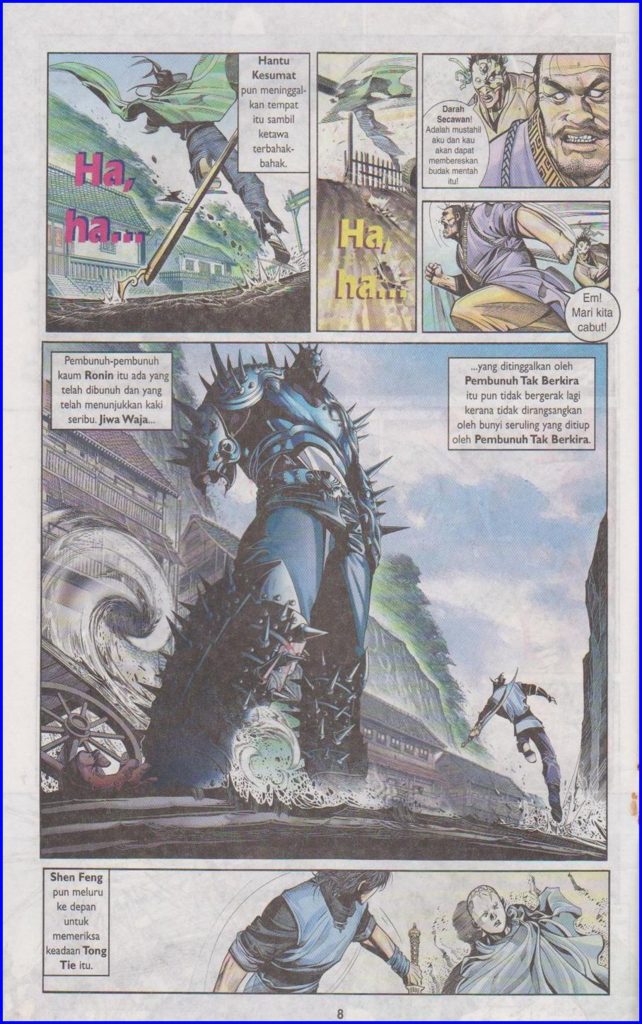 Hantu
Kesumat
pun meninggal-
kan tempat
itu sambil
ketawa
terbahak-
bahak.
Ha,
ha...
Ha,
ha...
Darah
Secawan!
Adalah mustahil
aku dan kau
akan dapat
membereskan
budak mentah
itu!
Em!
Mari kita
cabut!
Pembunuh-pembunuh
kaum Ronin itu ada yang
telah dibunuh dan yang
telah menunjukkan kaki
seribu. Jiwa Waja...
...yang ditinggalkan oleh
Pembunuh Tak Berkira
itu pun tidak bergerak lagi
kerana tidak dirangsangkan
oleh bunyi seruling yang ditiup
oleh Pembunuh Tak Berkira.
Shen Feng
pun meluru
ke depan
untuk
memeriksa
keadaan Tong
Tie itu.
8